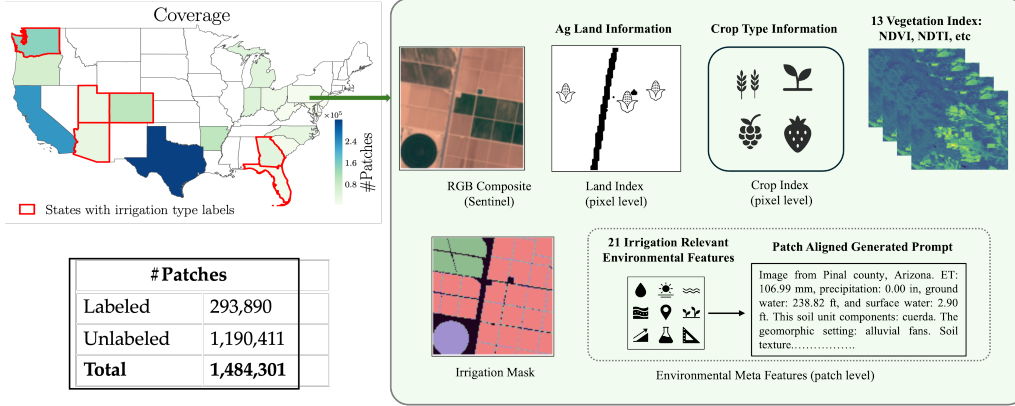 Coverage
×10⁵
2.4
1.6
0.8
#Patches
States with irrigation type labels
#Patches
Labeled 293,890
Unlabeled 1,190,411
Total 1,484,301
Ag Land Information
Crop Type Information
13 Vegetation Index:
NDVI, NDTI, etc
RGB Composite
(Sentinel)
Land Index
(pixel level)
Crop Index
(pixel level)
Irrigation Mask
21 Irrigation Relevant
Environmental Features
Patch Aligned Generated Prompt
Image from Pinal county, Arizona. ET:
106.99 mm, precipitation: 0.00 in, ground
water: 238.82 ft, and surface water: 2.90
ft. This soil unit components: cuerda. The
geomorphic setting: alluvial fans. Soil
texture................
Environmental Meta Features (patch level)